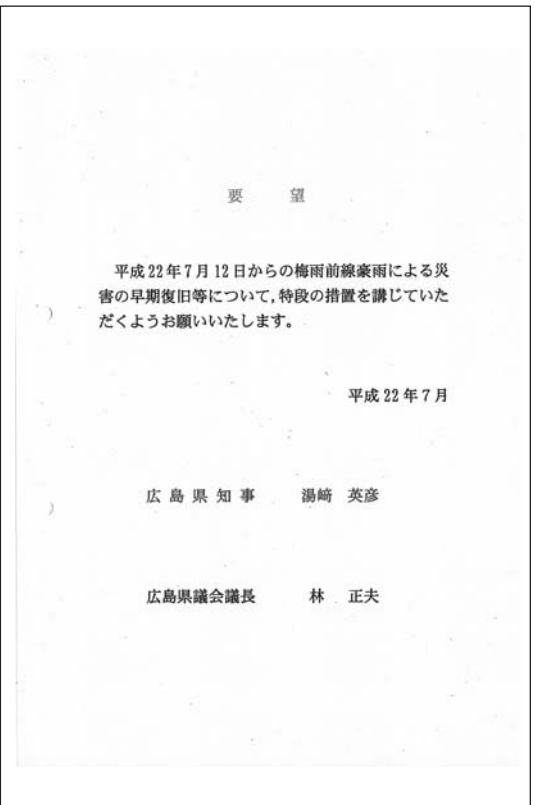 要　望
平成22年7月12日からの梅雨前線豪雨による災
害の早期復旧等について，特段の措置を講じていた
だくようお願いいたします。
平成22年7月
広島県知事　湯﨑　英彦
広島県議会議長　林　正夫